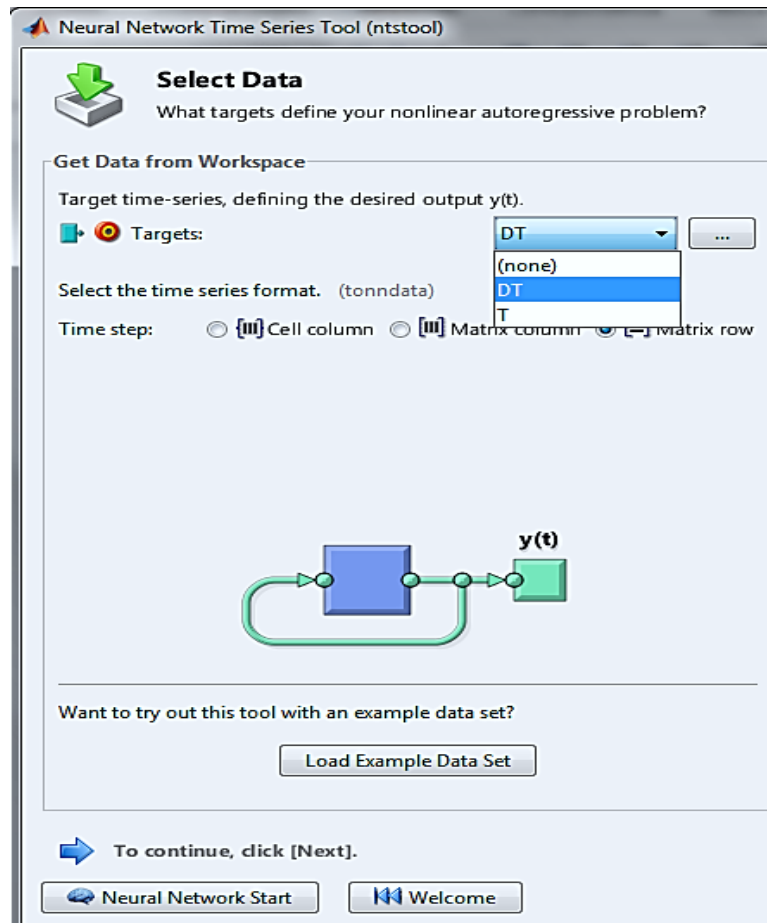 Neural Network Time Series Tool (ntstool)
Select Data
What targets define your nonlinear autoregressive problem?
Get Data from Workspace
Target time-series, defining the desired output y(t).
Targets: DT ...
(none)
Select the time series format. (tonndata) DT
T
Time step: Cell column Matrix column Matrix row
y(t)
Want to try out this tool with an example data set?
Load Example Data Set
To continue, click [Next].
Neural Network Start Welcome